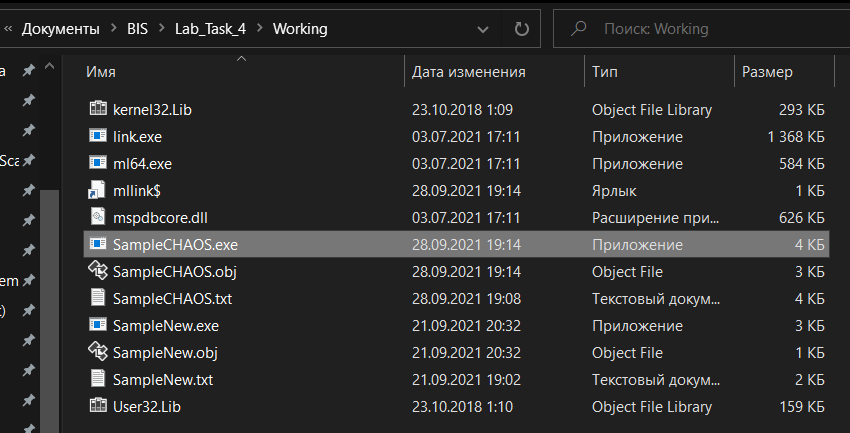 « Документы > BIS > Lab_Task_4 > Working Поиск: Working
Имя Дата изменения Тип Размер
kernel32.Lib 23.10.2018 1:09 Object File Library 293 КБ
link.exe 03.07.2021 17:11 Приложение 1 368 КБ
ml64.exe 03.07.2021 17:11 Приложение 584 КБ
mllink$ 28.09.2021 19:14 Ярлык 1 КБ
mspdbcore.dll 03.07.2021 17:11 Расширение при... 626 КБ
SampleCHAOS.exe 28.09.2021 19:14 Приложение 4 КБ
SampleCHAOS.obj 28.09.2021 19:14 Object File 3 КБ
SampleCHAOS.txt 28.09.2021 19:08 Текстовый докум... 4 КБ
SampleNew.exe 21.09.2021 20:32 Приложение 3 КБ
SampleNew.obj 21.09.2021 20:32 Object File 1 КБ
SampleNew.txt 21.09.2021 19:02 Текстовый докум... 2 КБ
User32.Lib 23.10.2018 1:10 Object File Library 159 КБ